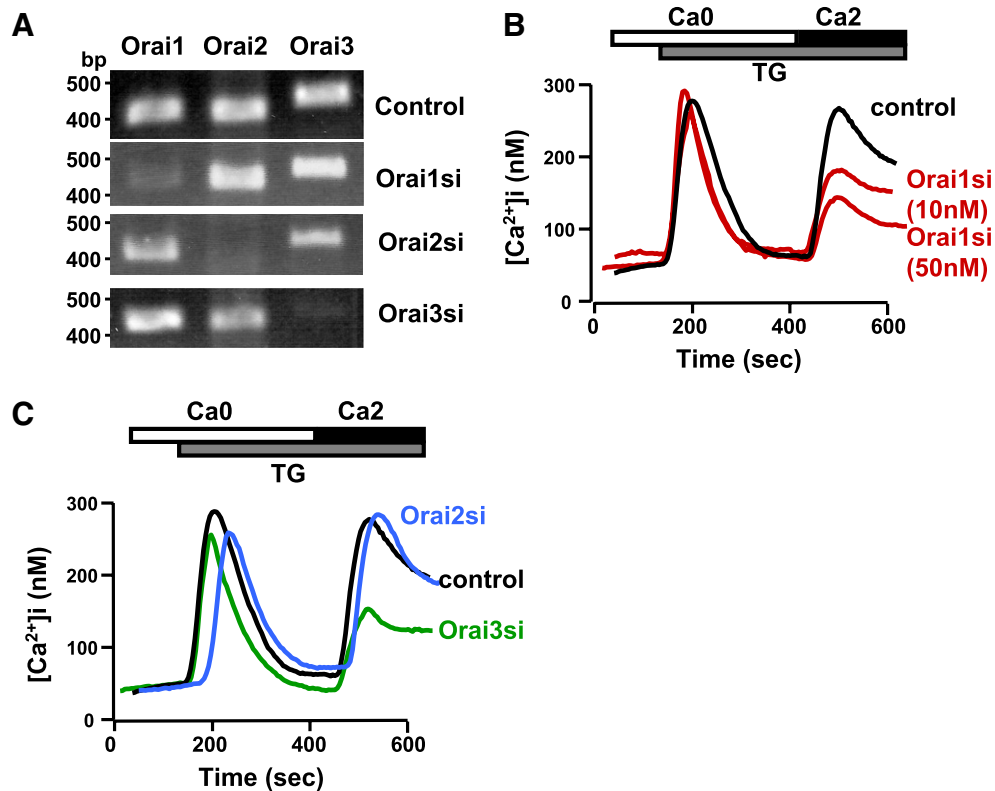 A
Orai1 Orai2 Orai3
bp
500
400
Control
500
400
Orai1si
500
400
Orai2si
500
400
Orai3si
B
Ca0 Ca2
TG
300
200
100
0
[Ca²⁺]i (nM)
control
Orai1si
(10nM)
Orai1si
(50nM)
0 200 400 600
Time (sec)
C
Ca0 Ca2
TG
300
200
100
0
[Ca²⁺]i (nM)
Orai2si
control
Orai3si
0 200 400 600
Time (sec)